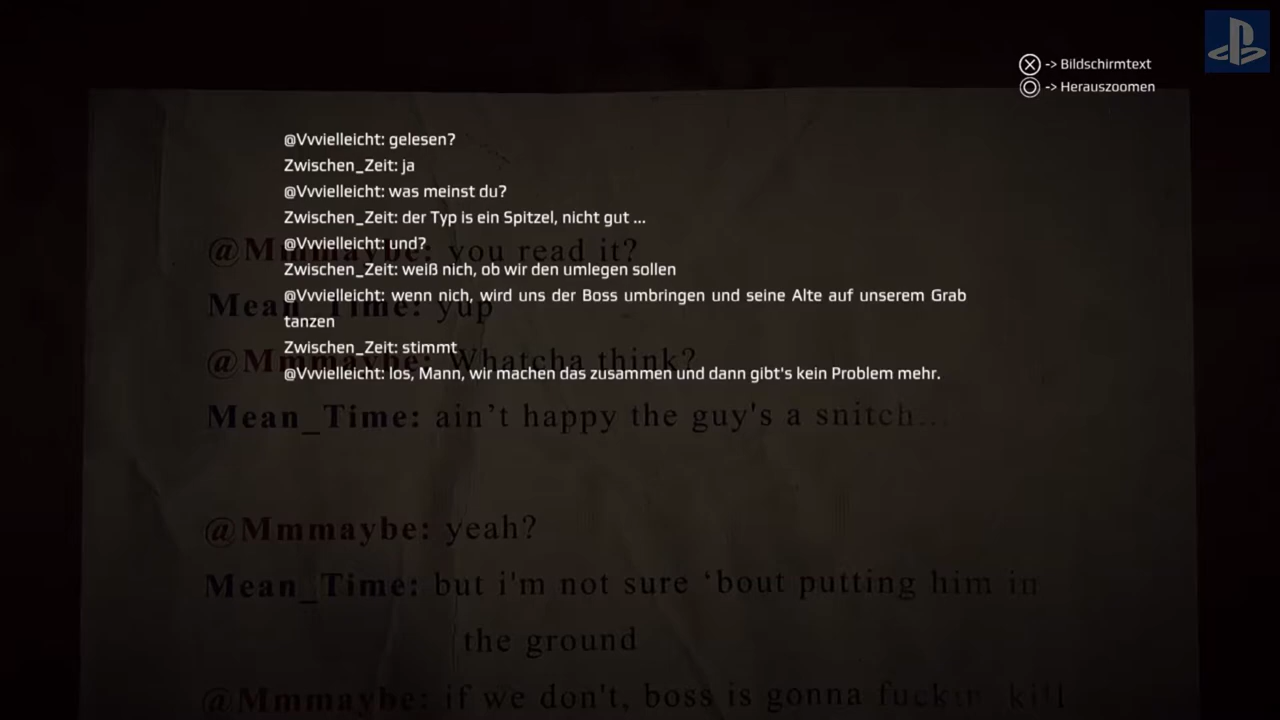 -> Bildschirmtext
-> Herauszoomen
@Vvvielleicht: gelesen?
Zwischen_Zeit: ja
@Vvvielleicht: was meinst du?
Zwischen_Zeit: der Typ is ein Spitzel, nicht gut ...
@Vvvielleicht: und?
Zwischen_Zeit: weiß nich, ob wir den umlegen sollen
@Vvvielleicht: wenn nich, wird uns der Boss umbringen und seine Alte auf unserem Grab
tanzen
Zwischen_Zeit: stimmt
@Vvvielleicht: los, Mann, wir machen das zusammen und dann gibt's kein Problem mehr.
@Mmmaybe: you read it?
Mean_Time: yup
@Mmmaybe: Whatcha think?
Mean_Time: ain't happy the guy's a snitch...
@Mmmaybe: yeah?
Mean_Time: but i'm not sure ‘bout putting him in
the ground
@Mmmaybe: if we don't, boss is gonna fuckin' kill